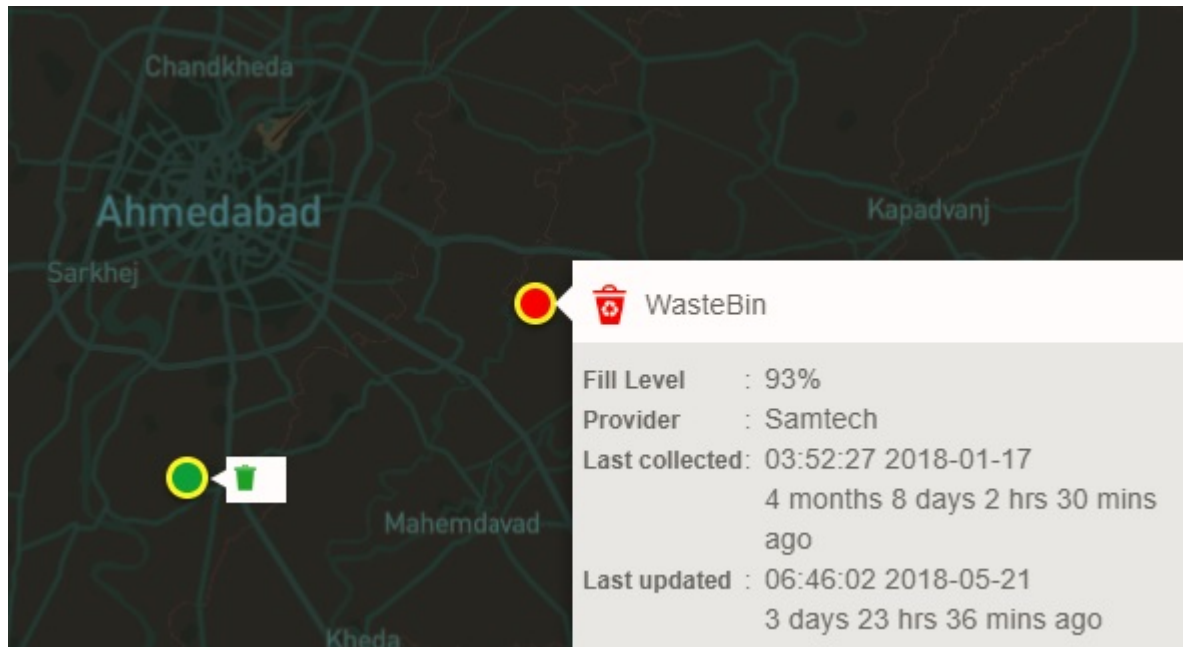 Chandkheda
Ahmedabad
Kapadvanj
Sarkhej
WasteBin
Fill Level : 93%
Provider : Samtech
Last collected: 03:52:27 2018-01-17
4 months 8 days 2 hrs 30 mins
ago
Mahemdavad
Last updated : 06:46:02 2018-05-21
3 days 23 hrs 36 mins ago
Kheda